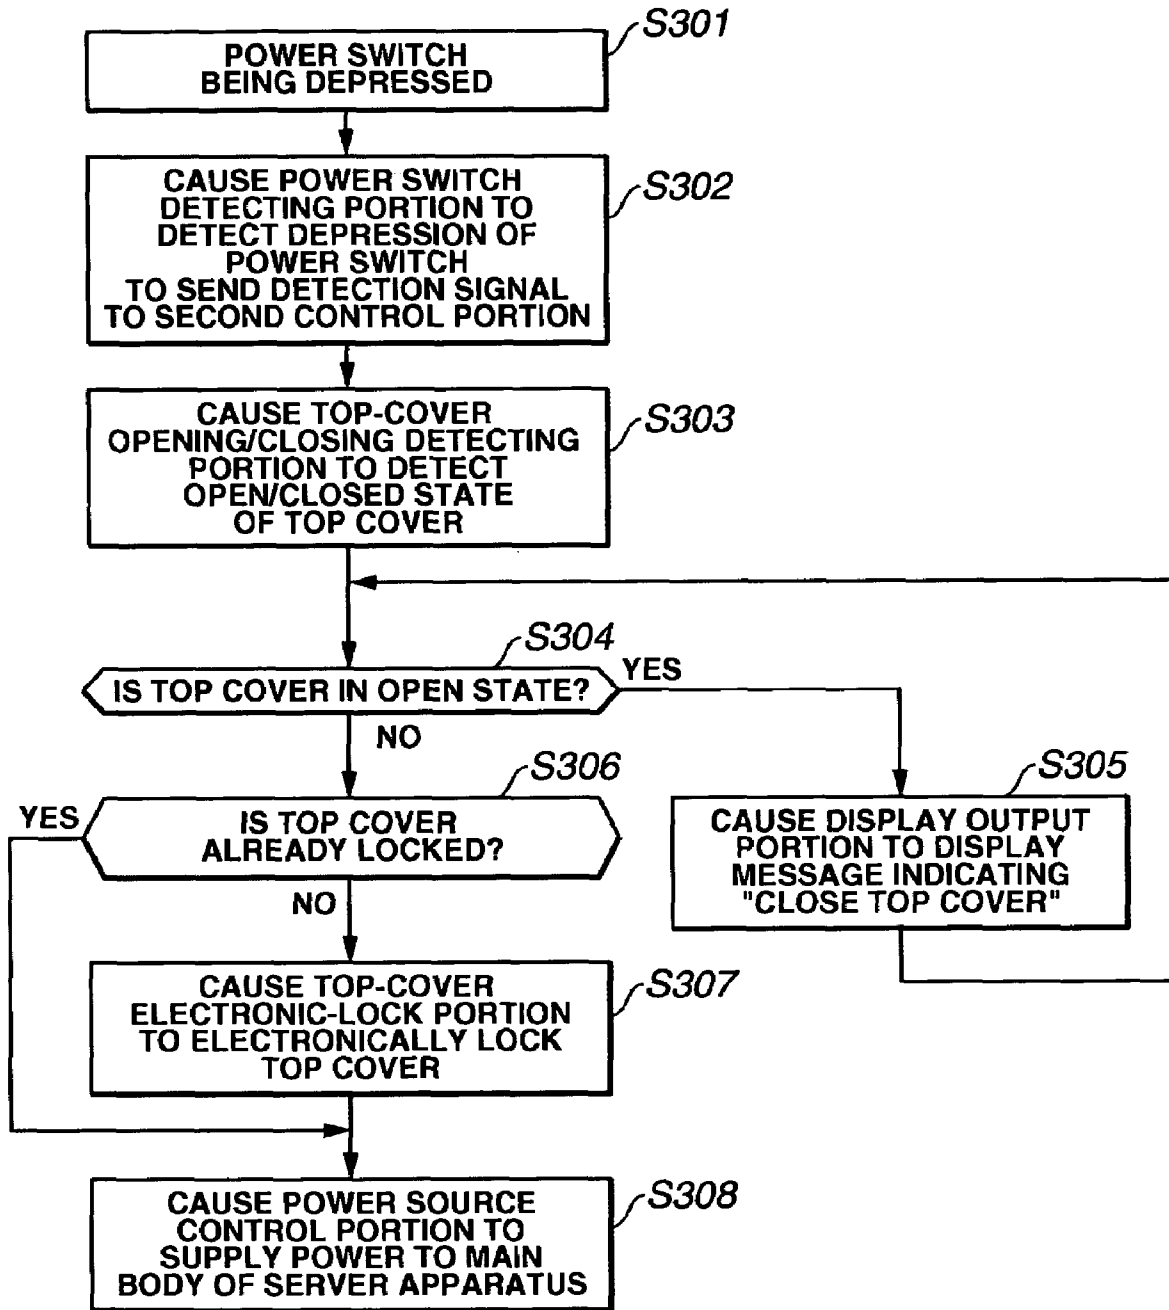 S301
POWER SWITCH
BEING DEPRESSED
S302
CAUSE POWER SWITCH
DETECTING PORTION TO
DETECT DEPRESSION OF
POWER SWITCH
TO SEND DETECTION SIGNAL
TO SECOND CONTROL PORTION
S303
CAUSE TOP-COVER
OPENING/CLOSING DETECTING
PORTION TO DETECT
OPEN/CLOSED STATE
OF TOP COVER
S304
IS TOP COVER IN OPEN STATE?
YES
NO
S305
CAUSE DISPLAY OUTPUT
PORTION TO DISPLAY
MESSAGE INDICATING
"CLOSE TOP COVER"
S306
IS TOP COVER
ALREADY LOCKED?
YES
NO
S307
CAUSE TOP-COVER
ELECTRONIC-LOCK PORTION
TO ELECTRONICALLY LOCK
TOP COVER
S308
CAUSE POWER SOURCE
CONTROL PORTION TO
SUPPLY POWER TO MAIN
BODY OF SERVER APPARATUS